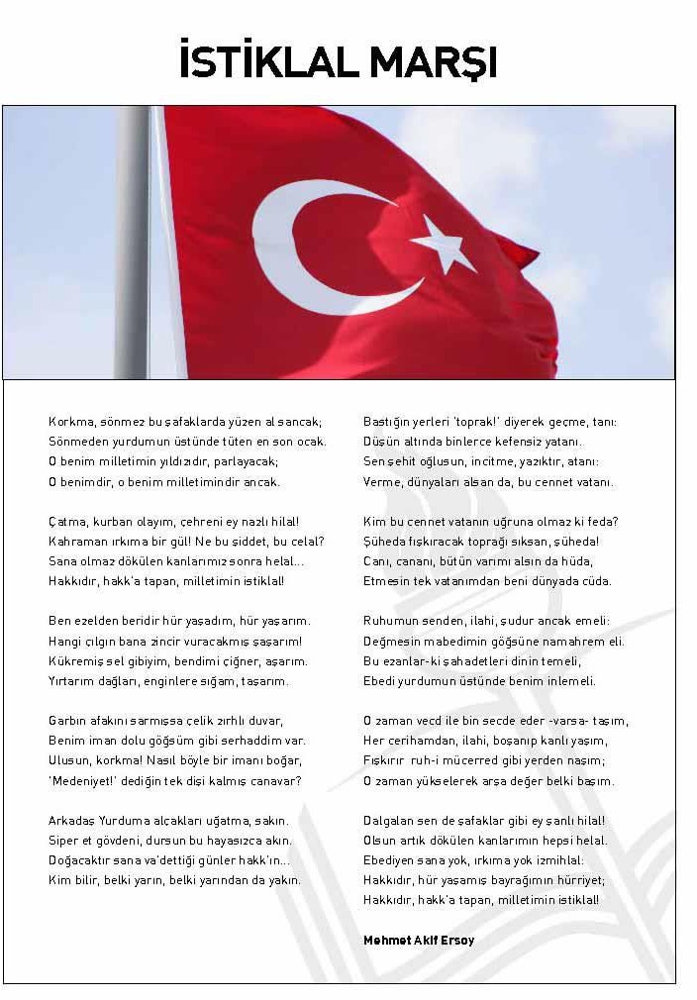 İSTİKLAL MARŞI
Korkma, sönmez bu şafaklarda yüzen al sancak;
Sönmeden yurdumun üstünde tüten en son ocak.
O benim milletimin yıldızıdır, parlayacak;
O benimdir, o benim milletimindir ancak.
Çatma, kurban olayım, çehreni ey nazlı hilal!
Kahraman ırkıma bir gül! Ne bu şiddet, bu celal?
Sana olmaz dökülen kanlarımız sonra helal...
Hakkıdır, hakk'a tapan, milletimin istiklal!
Ben ezelden beridir hür yaşadım, hür yaşarım.
Hangi çılgın bana zincir vuracakmış şaşarım!
Kükremiş sel gibiyim, bendimi çiğner, aşarım.
Yırtarım dağları, enginlere sığam, taşarım.
Garbın afakını sarmışsa çelik zırhlı duvar,
Benim iman dolu göğsüm gibi serhaddim var.
Ulusun, korkma! Nasıl böyle bir imanı boğar,
'Medeniyet!' dediğin tek dişi kalmış canavar?
Arkadaş Yurduma alçakları uğatma, sakın.
Siper et gövdeni, dursun bu hayasızca akın.
Doğacaktır sana va'dettiği günler hakk'ın...
Kim bilir, belki yarın, belki yarından da yakın.
Bastığın yerleri 'toprak!' diyerek geçme, tanı:
Düşün altında binlerce kefensiz yatanı.
Sen şehit oğlusun, incitme, yazıktır, atanı:
Verme, dünyaları alsan da, bu cennet vatanı.
Kim bu cennet vatanın uğruna olmaz ki feda?
Şüheda fışkıracak toprağı sıksan, şüheda!
Canı, cananı, bütün varımı alsın da hüda,
Etmesin tek vatanımdan beni dünyada cüda.
Ruhumun senden, ilahi, şudur ancak emeli:
Değmesin mabedimin göğsüne namahrem eli.
Bu ezanlar-ki şahadetleri dinin temeli,
Ebedi yurdumun üstünde benim inlemeli.
O zaman vecd ile bin secde eder -varsa- taşım,
Her cerihamdan, ilahi, boşanıp kanlı yaşım,
Fışkırır ruh-i mücerred gibi yerden naşım;
O zaman yükselerek arşa değer belki başım.
Dalgalan sen de şafaklar gibi ey şanlı hilal!
Olsun artık dökülen kanlarımın hepsi helal.
Ebediyen sana yok, ırkıma yok izmihlal:
Hakkıdır, hür yaşamış bayrağımın hürriyet;
Hakkıdır, hakk'a tapan, milletimin istiklal!
Mehmet Akif Ersoy